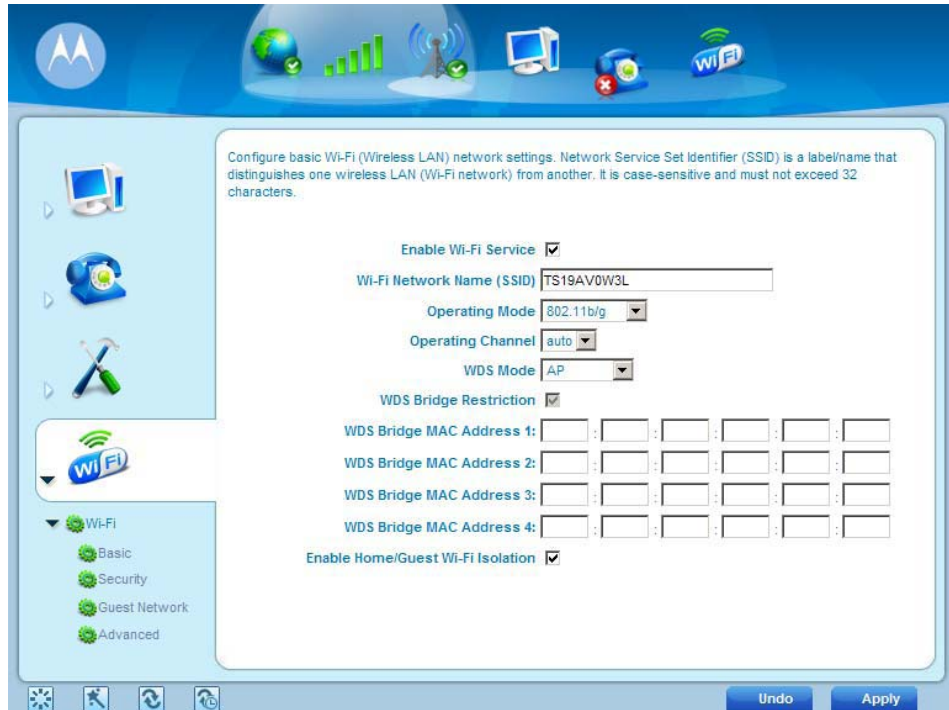 WiFi
Configure basic Wi-Fi (Wireless LAN) network settings. Network Service Set Identifier (SSID) is a label/name that
distinguishes one wireless LAN (Wi-Fi network) from another. It is case-sensitive and must not exceed 32
characters.
Enable Wi-Fi Service
Wi-Fi Network Name (SSID) TS19AV0W3L
Operating Mode 802.11b/g
Operating Channel auto
WDS Mode AP
WDS Bridge Restriction
WDS Bridge MAC Address 1: : : : : :
WDS Bridge MAC Address 2: : : : : :
WDS Bridge MAC Address 3: : : : : :
WDS Bridge MAC Address 4: : : : : :
Enable Home/Guest Wi-Fi Isolation
WiFi
Wi-Fi
Basic
Security
Guest Network
Advanced
Undo Apply